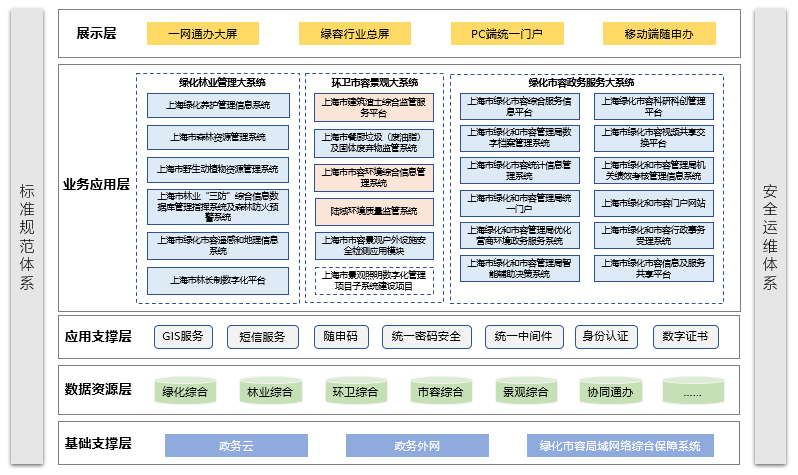 标准规范体系
展示层
一网通办大屏
绿容行业总屏
PC端统一门户
移动端随申办
业务应用层
绿化林业管理大系统
上海绿化养护管理信息系统
上海市森林资源管理系统
上海市野生动植物资源管理系统
上海市林业“三防”综合信息数
据库管理指挥系统及森林防火预
警系统
上海市绿化市容遥感和地理信息
系统
上海市林长制数字化平台
环卫市容景观大系统
上海市建筑渣土综合监管服
务平台
上海市餐厨垃圾（废油脂）
及固体废弃物监管系统
上海市市容环境综合信息管
理系统
陆域环境质量监管系统
上海市市容景观户外设施安
全检测应用模块
上海市景观照明数字化管理
项目子系统建设项目
绿化市容政务服务大系统
上海市绿化市容综合服务信
息平台
上海市绿化和市容管理局数
字档案管理系统
上海市绿化市容统计信息管
理系统
上海市绿化和市容管理局统
一门户
上海绿化和市容管理局优化
营商环境政务服务系统
上海市绿化和市容管理局智
能辅助决策系统
上海绿化市容科研科创管理
平台
上海市绿化市容视频共享交
换平台
上海市绿化和市容管理局机
关绩效考核管理信息系统
上海市绿化和市容门户网站
上海市绿化和市容行政事务
受理系统
上海市绿化市容信息及服务
共享平台
应用支撑层
GIS服务
短信服务
随申码
统一密码安全
统一中间件
身份认证
数字证书
数据资源层
绿化综合
林业综合
环卫综合
市容综合
景观综合
协同通办
……
基础支撑层
政务云
政务外网
绿化市容局域网络综合保障系统
安全运维体系